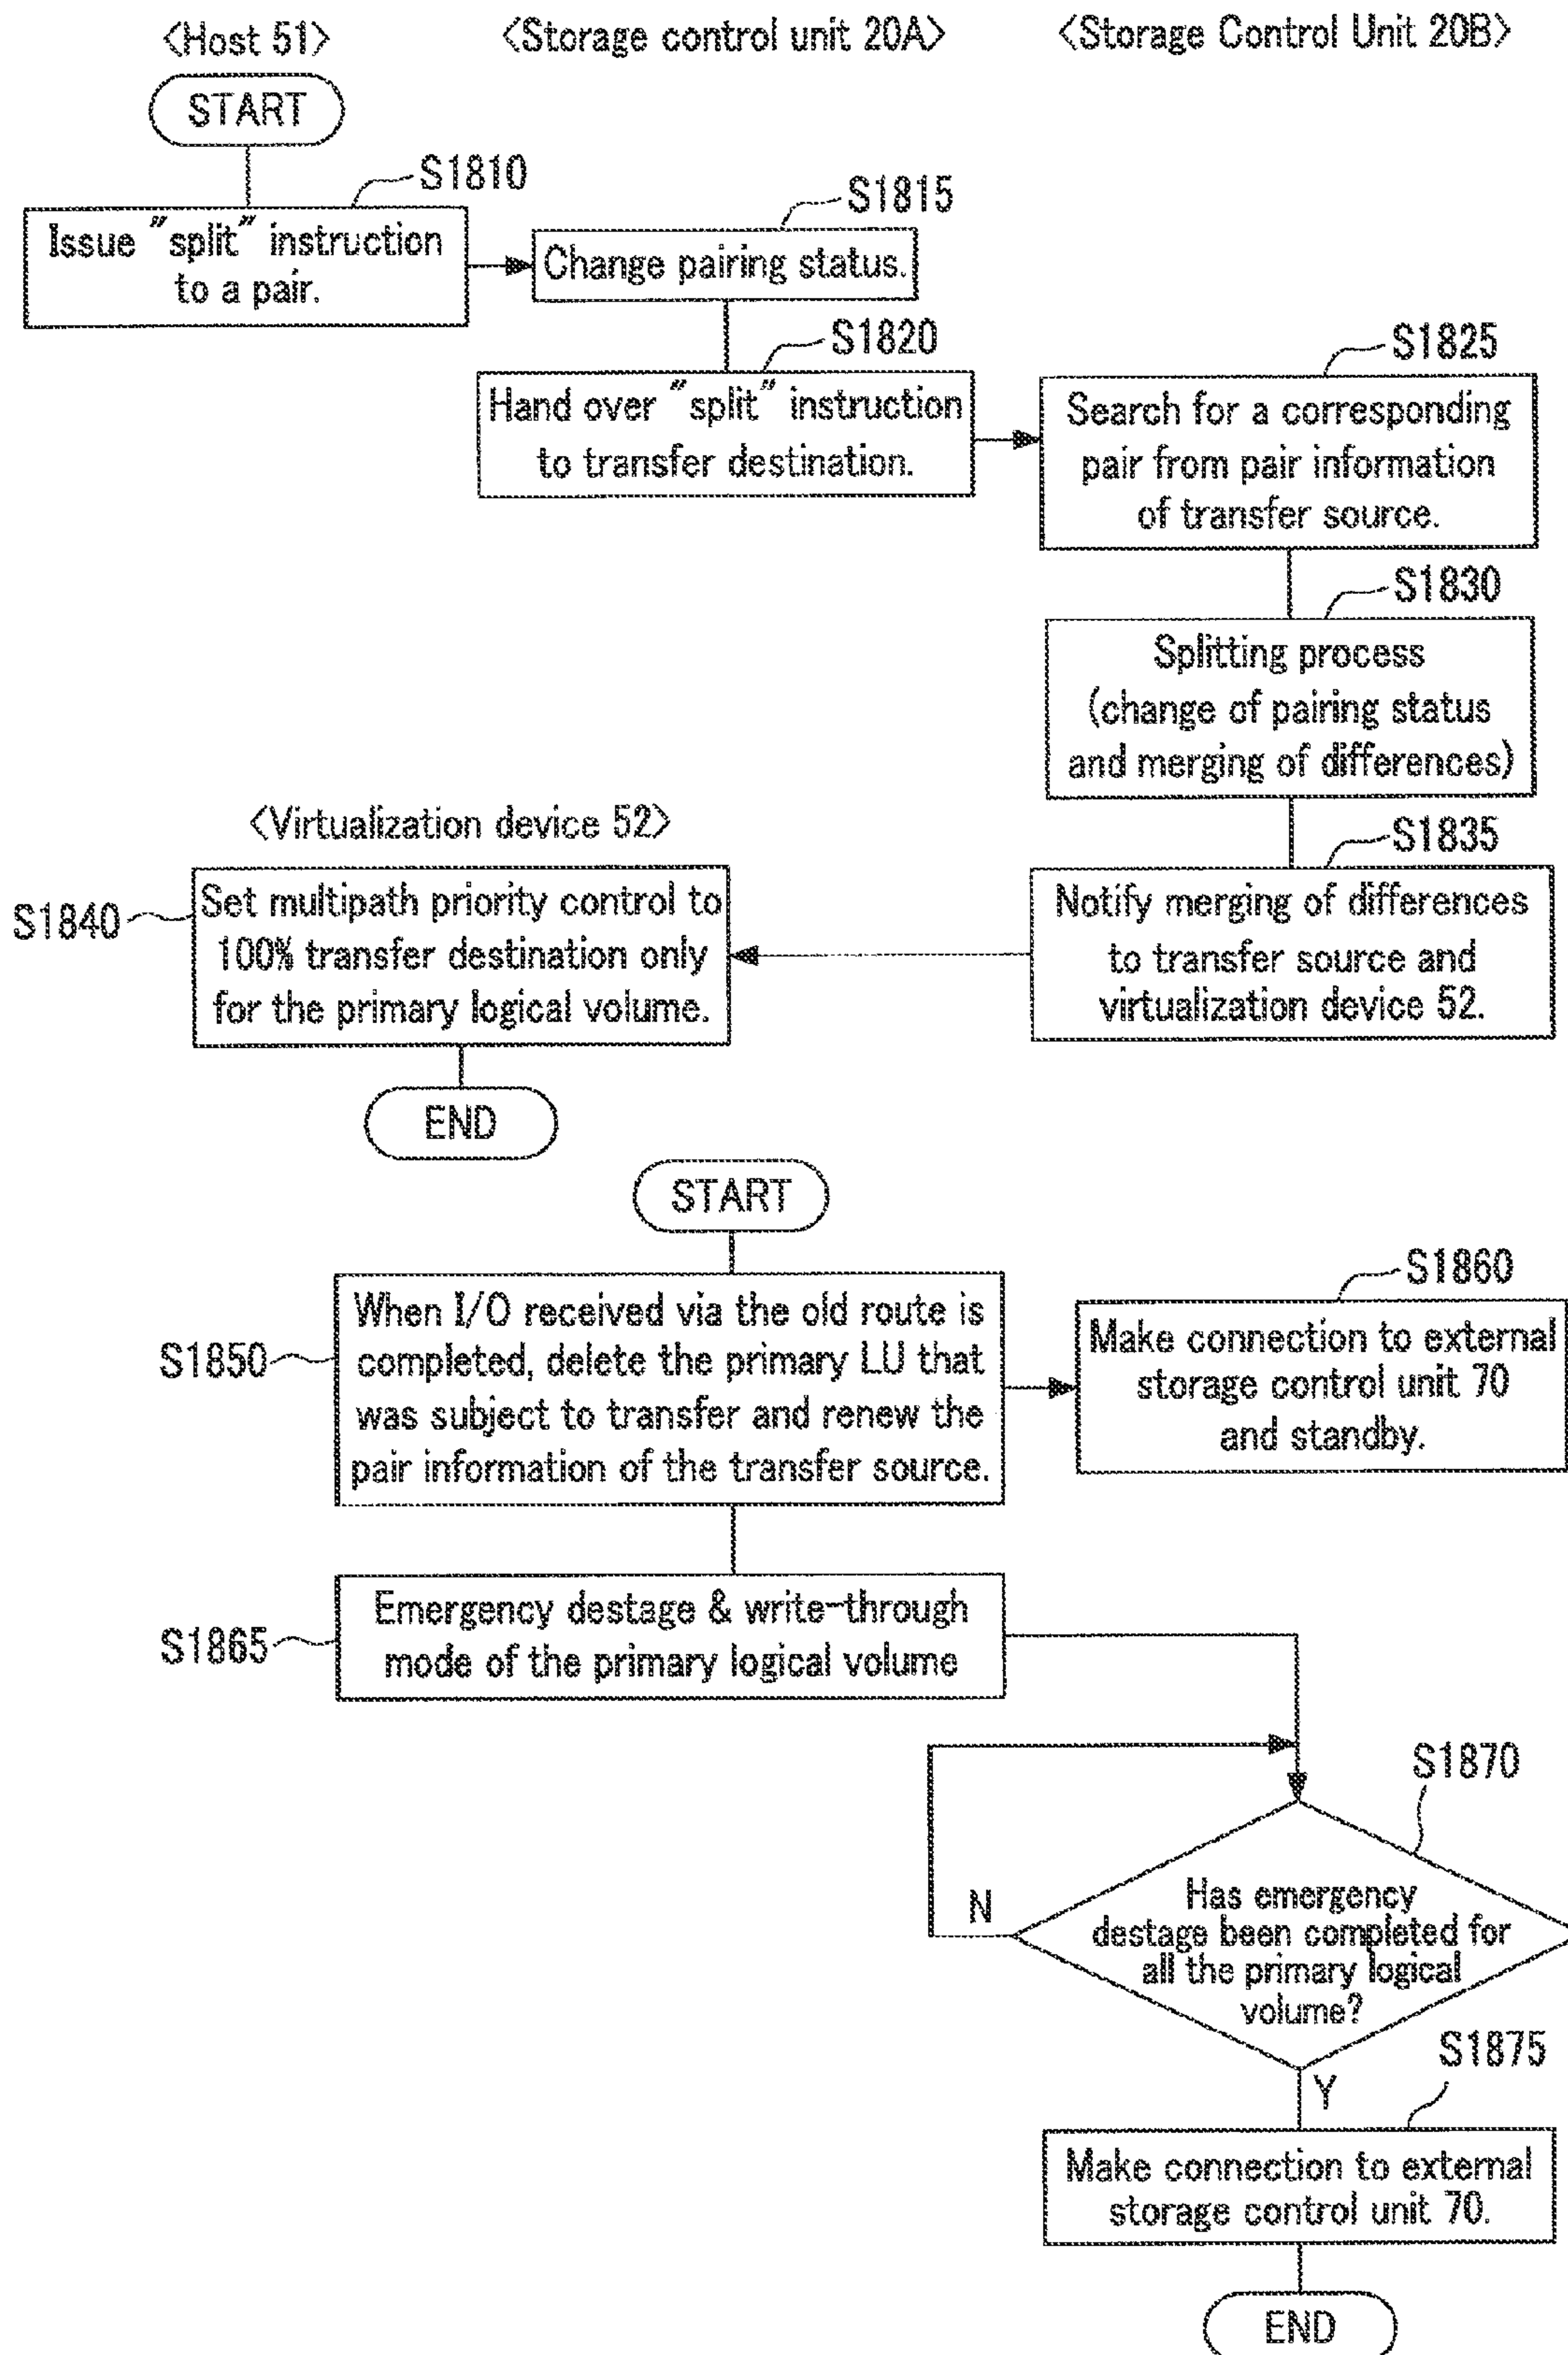 <Host 51>
<Storage control unit 20A>
<Storage Control Unit 20B>
START
S1810
Issue "split" instruction
to a pair.
S1815
Change pairing status.
S1820
Hand over "split" instruction
to transfer destination.
S1825
Search for a corresponding
pair from pair information
of transfer source.
S1830
Splitting process
(change of pairing status
and merging of differences)
S1835
Notify merging of differences
to transfer source and
virtualization device 52.
<Virtualization device 52>
S1840
Set multipath priority control to
100% transfer destination only
for the primary logical volume.
END
START
S1850
When I/O received via the old route is
completed, delete the primary LU that
was subject to transfer and renew the
pair information of the transfer source.
S1860
Make connection to external
storage control unit 70
and standby.
S1865
Emergency destage & write-through
mode of the primary logical volume
S1870
Has emergency
destage been completed for
all the primary logical
volume?
N
Y
S1875
Make connection to external
storage control unit 70.
END